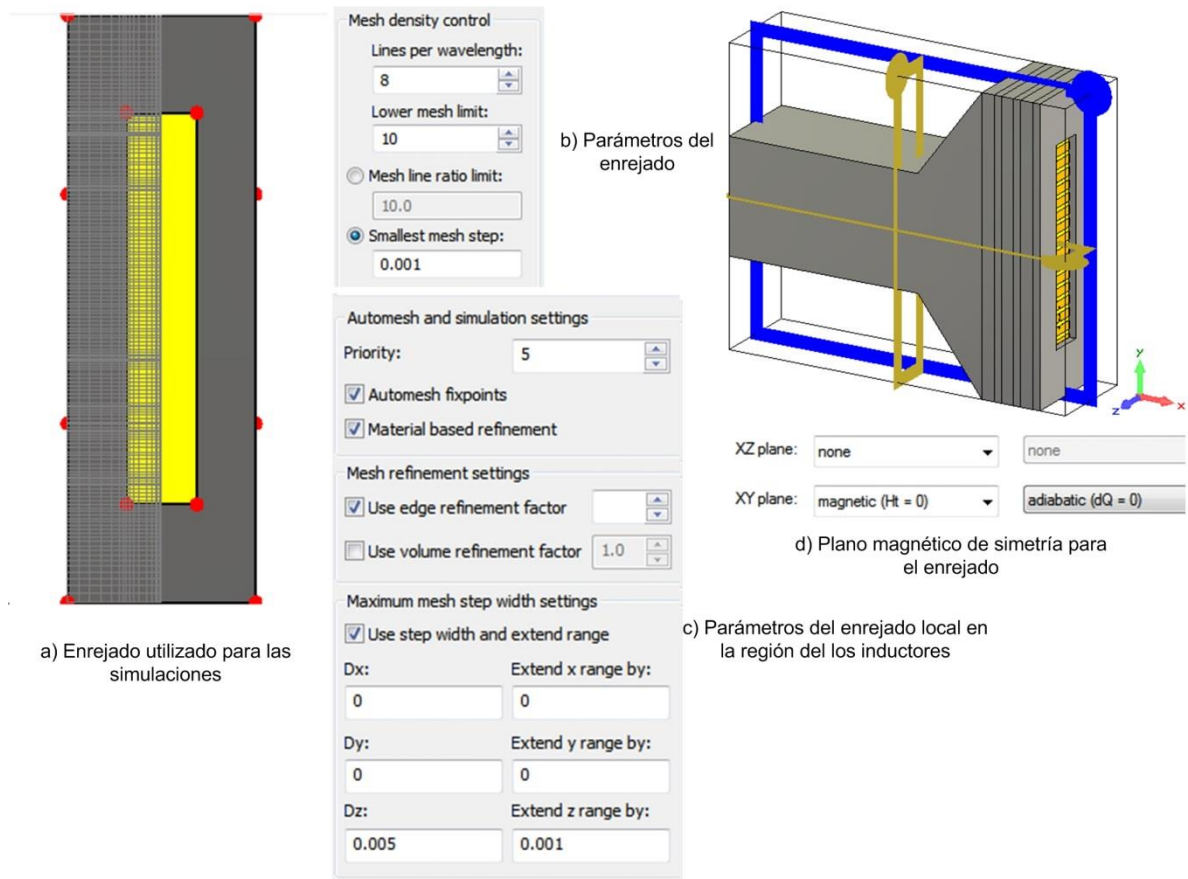 Mesh density control
Lines per wavelength:
8
Lower mesh limit:
10
Mesh line ratio limit:
10.0
Smallest mesh step:
0.001
b) Parámetros del
enrejado
Automesh and simulation settings
Priority:
5
Automesh fixpoints
Material based refinement
Mesh refinement settings
Use edge refinement factor
Use volume refinement factor
1.0
Maximum mesh step width settings
Use step width and extend range
Dx:
Extend x range by:
0
0
Dy:
Extend y range by:
0
0
Dz:
Extend z range by:
0.005
0.001
a) Enrejado utilizado para las
simulaciones
y
z
x
XZ plane:
none
none
XY plane:
magnetic (Ht = 0)
adiabatic (dQ = 0)
d) Plano magnético de simetría para
el enrejado
c) Parámetros del enrejado local en
la región del los inductores